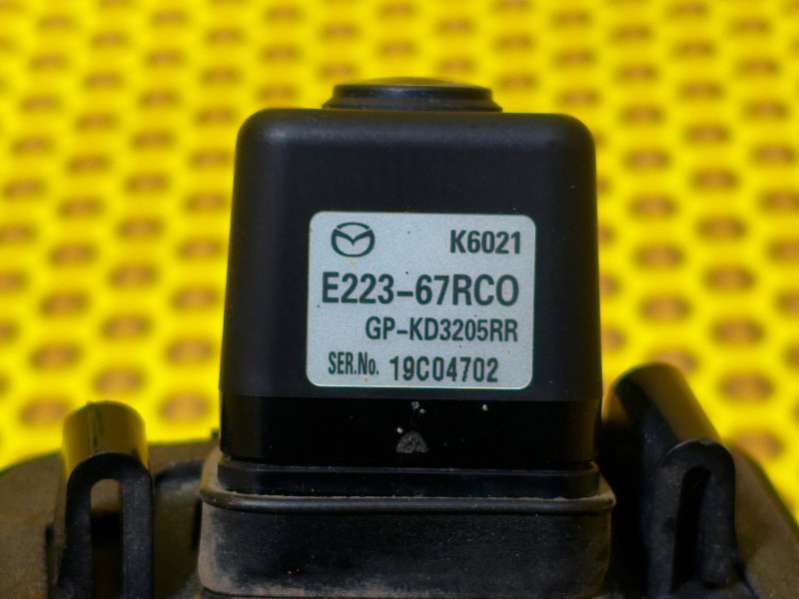 K6021
E223-67RC0
GP-KD3205RR
SER.No. 19C04702